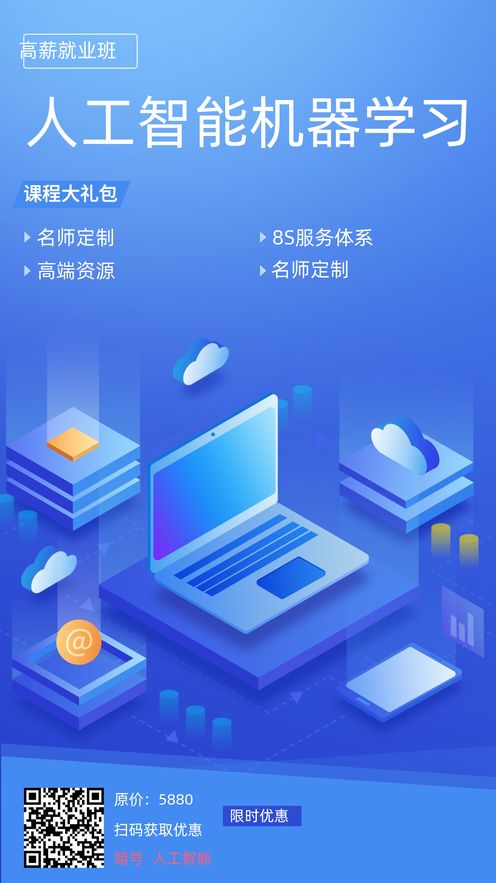 高薪就业班
人工智能机器学习
课程大礼包
名师定制
8S服务体系
高端资源
名师定制
@
原价：5880
限时优惠
扫码获取优惠
暗号 人工智能